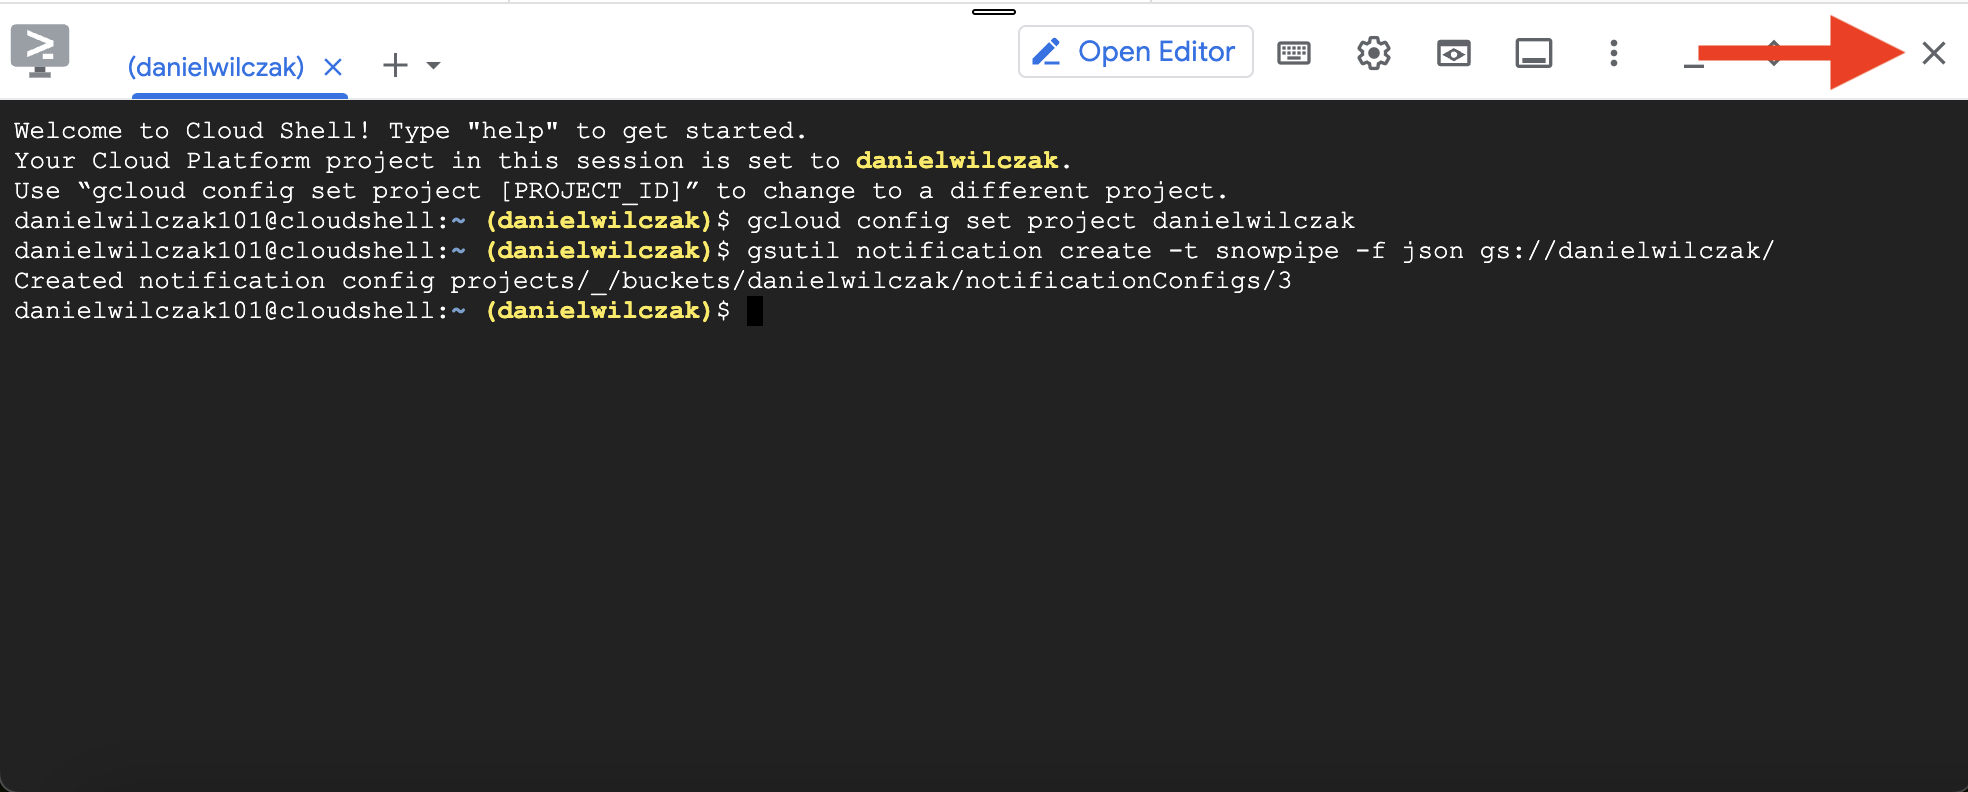 (danielwilczak)
Open Editor
Welcome to Cloud Shell! Type "help" to get started.
Your Cloud Platform project in this session is set to danielwilczak.
Use “gcloud config set project [PROJECT_ID]” to change to a different project.
danielwilczak101@cloudshell:~ (danielwilczak)$ gcloud config set project danielwilczak
danielwilczak101@cloudshell:~ (danielwilczak)$ gsutil notification create -t snowpipe -f json gs://danielwilczak/
Created notification config projects/_/buckets/danielwilczak/notificationConfigs/3
danielwilczak101@cloudshell:~ (danielwilczak)$